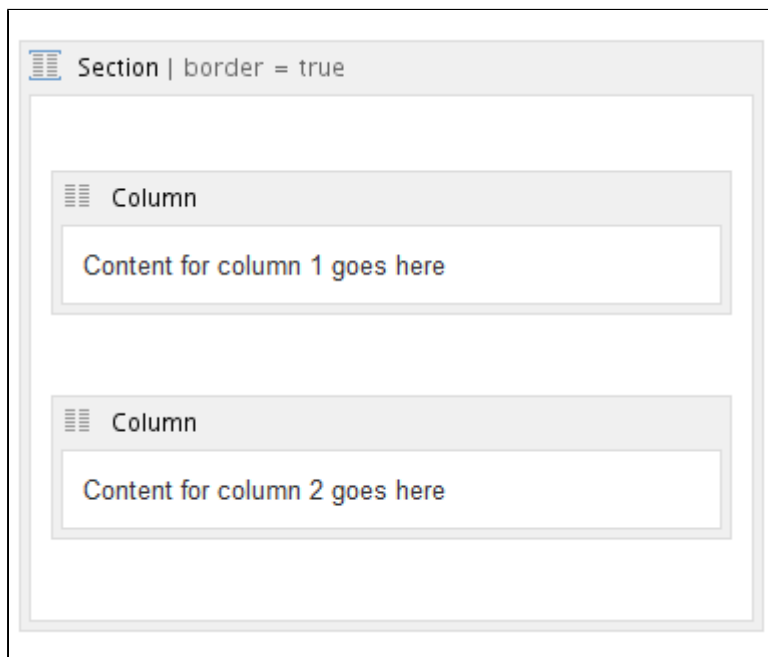 Section | border = true
Column
Content for column 1 goes here
Column
Content for column 2 goes here